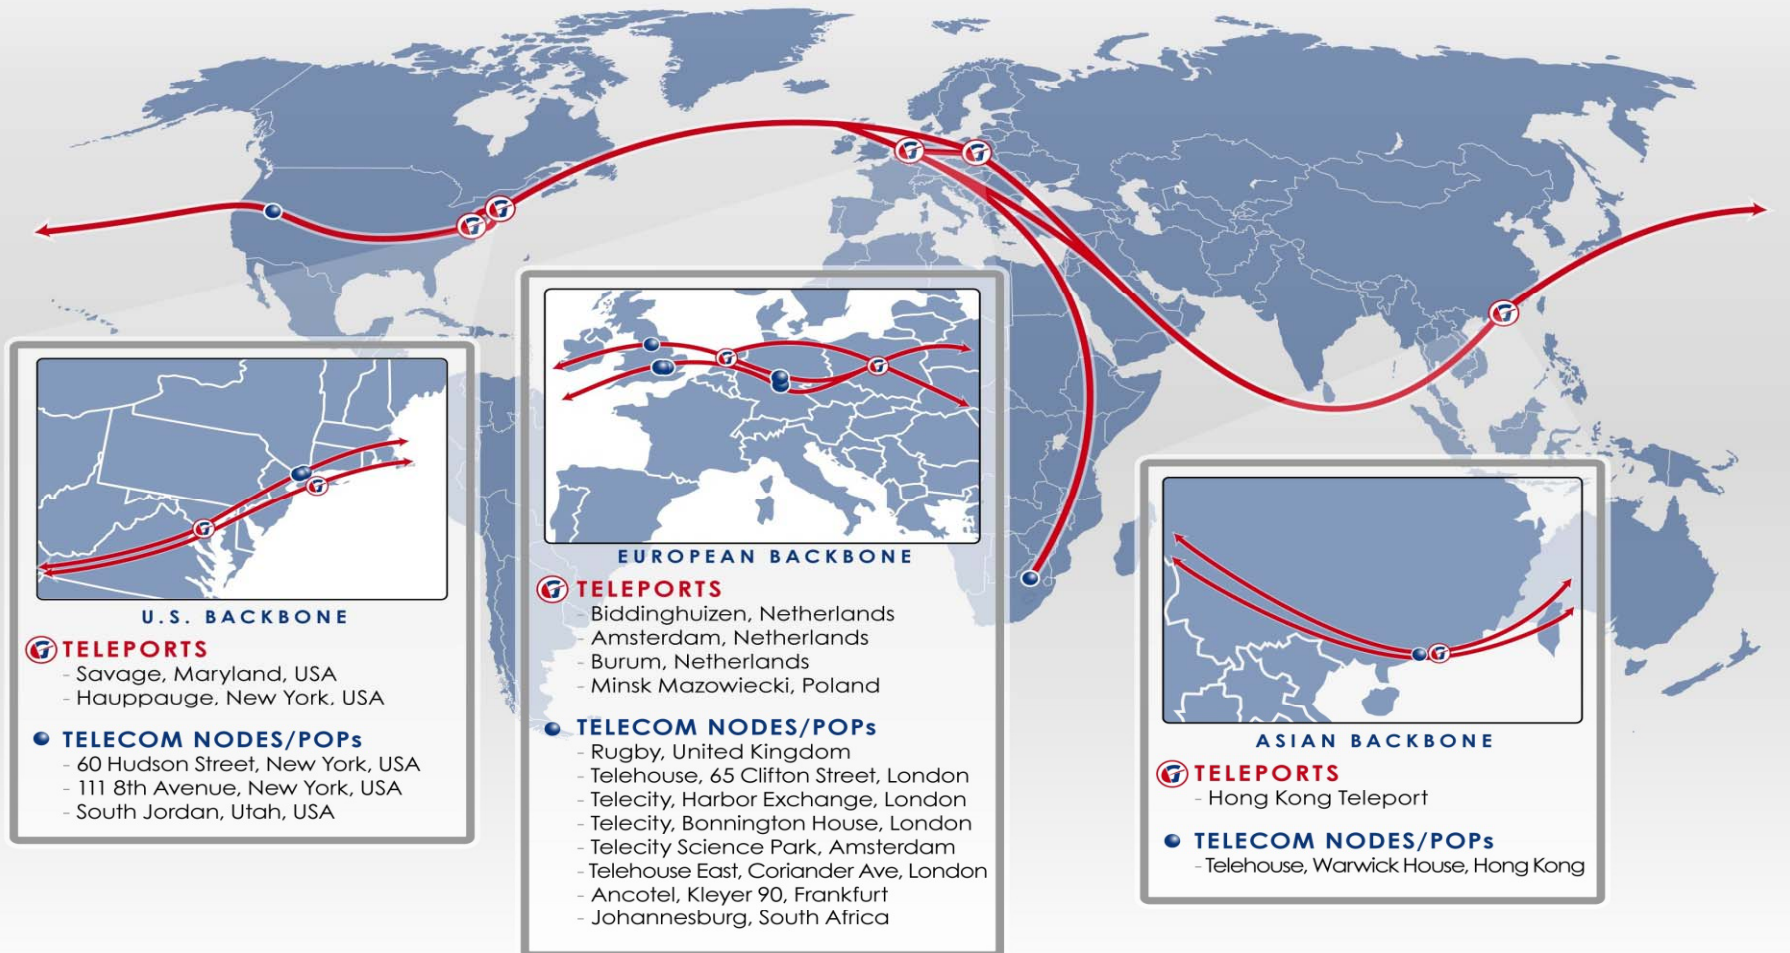 U.S. BACKBONE
TELEPORTS
- Savage, Maryland, USA
- Hauppauge, New York, USA
TELECOM NODES/POPs
- 60 Hudson Street, New York, USA
- 111 8th Avenue, New York, USA
- South Jordan, Utah, USA
EUROPEAN BACKBONE
TELEPORTS
- Biddinghuizen, Netherlands
- Amsterdam, Netherlands
- Burum, Netherlands
- Minsk Mazowiecki, Poland
TELECOM NODES/POPs
- Rugby, United Kingdom
- Telehouse, 65 Clifton Street, London
- Telecity, Harbor Exchange, London
- Telecity, Bonnington House, London
- Telecity Science Park, Amsterdam
- Telehouse East, Coriander Ave, London
- Ancotel, Kleyer 90, Frankfurt
- Johannesburg, South Africa
ASIAN BACKBONE
TELEPORTS
- Hong Kong Teleport
TELECOM NODES/POPs
- Telehouse, Warwick House, Hong Kong